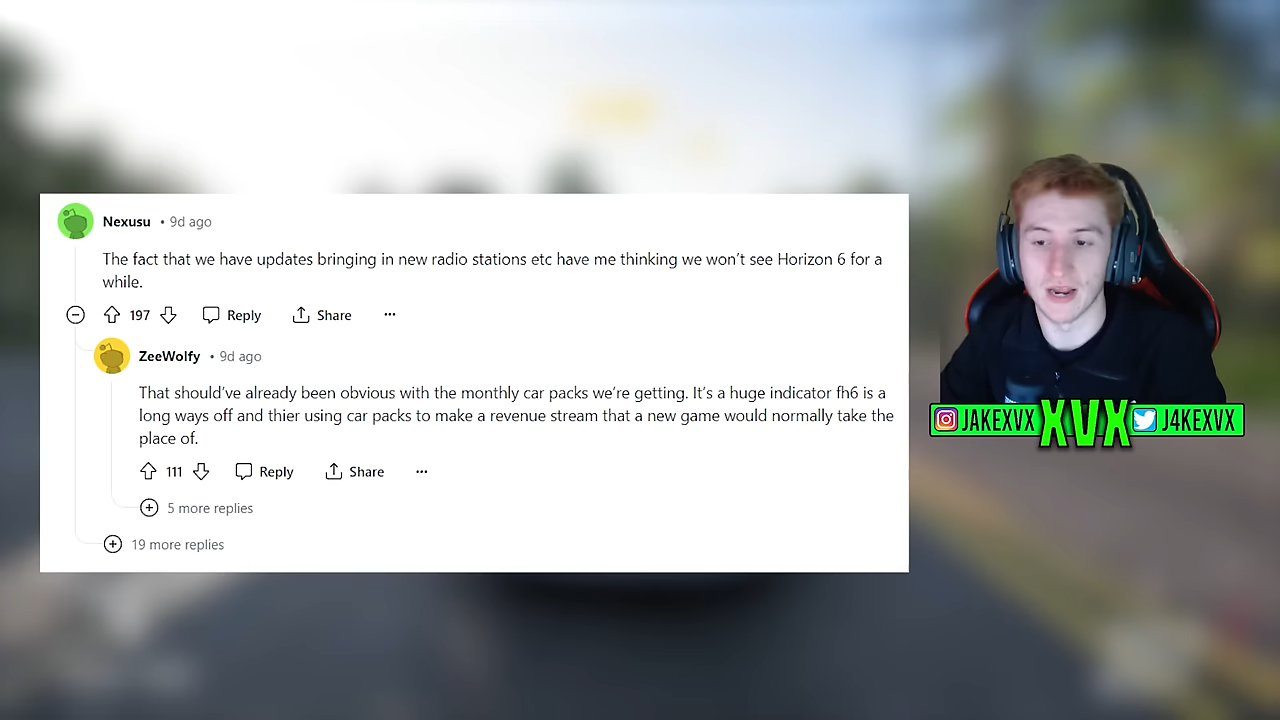 Nexusu • 9d ago
The fact that we have updates bringing in new radio stations etc have me thinking we won't see Horizon 6 for a
while.
197 Reply Share ···
ZeeWolfy • 9d ago
That should've already been obvious with the monthly car packs we're getting. It's a huge indicator fh6 is a
long ways off and thier using car packs to make a revenue stream that a new game would normally take the
place of.
111 Reply Share ···
5 more replies
19 more replies
JAKEXVX XVX J4KEXVX